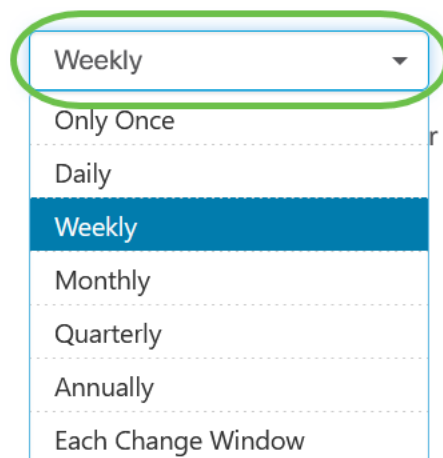 Weekly
Only Once
r
Daily
Weekly
Monthly
Quarterly
Annually
Each Change Window